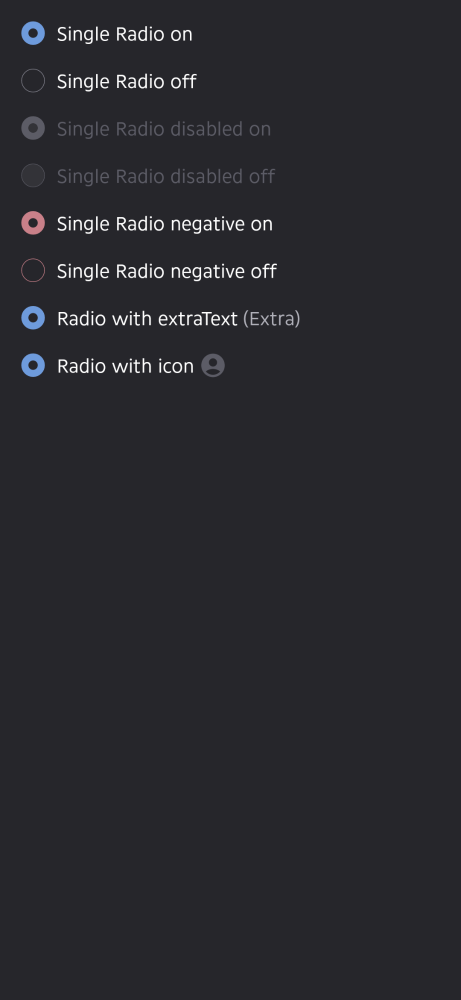 Single Radio on
Single Radio off
Single Radio disabled on
Single Radio disabled off
Single Radio negative on
Single Radio negative off
Radio with extraText (Extra)
Radio with icon